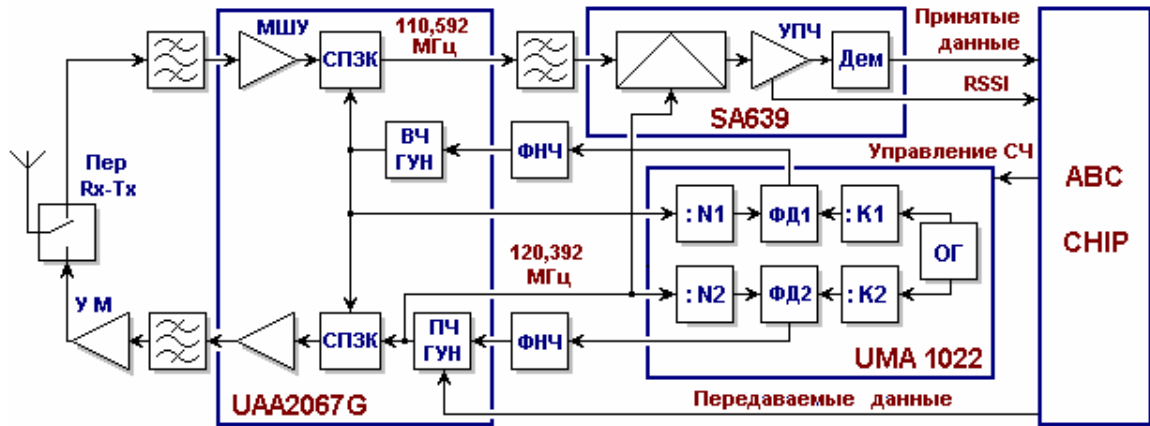 МШУ
110,592
МГц
УПЧ
Принятые
данные
СПЗК
Дем
RSSI
SA639
ВЧ
ГУН
ФНЧ
Управление СЧ
Пер
Rx-Tx
: N1
ФД1
: К1
ОГ
ABC
CHIP
120,392
МГц
: N2
ФД2
: К2
У М
СПЗК
ПЧ
ГУН
ФНЧ
UMA 1022
UAA2067G
Передаваемые данные